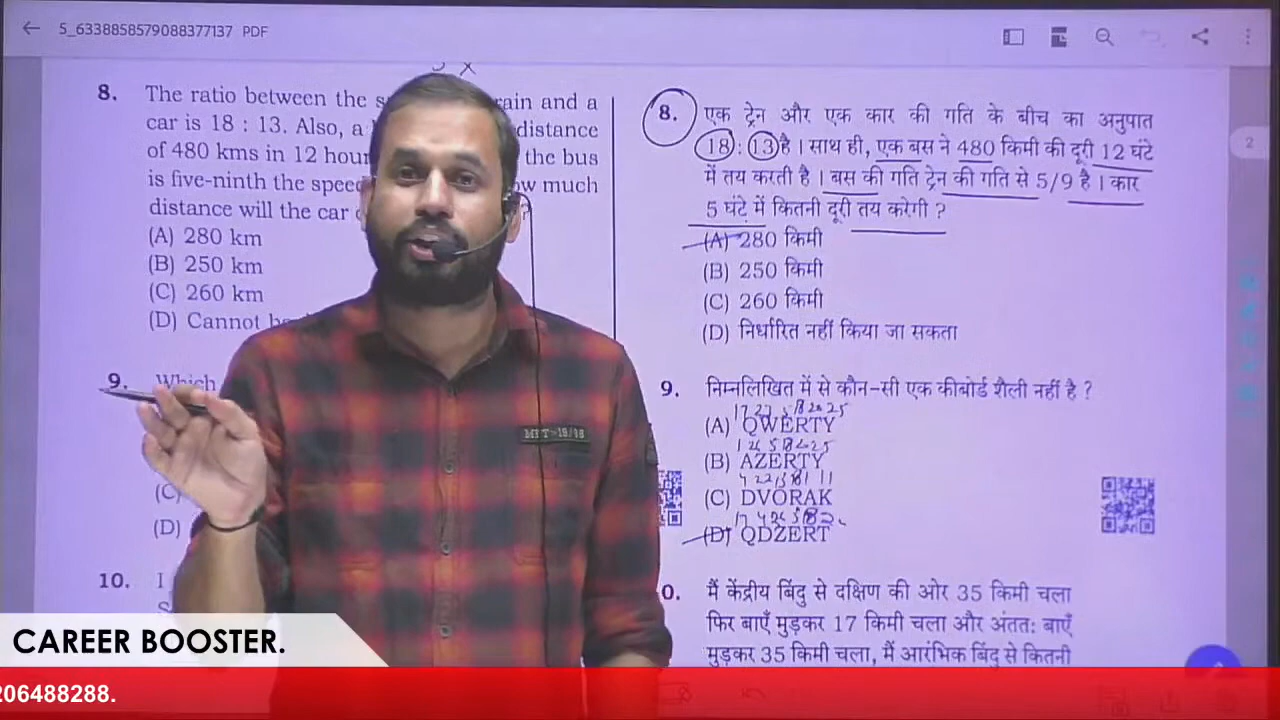 5_6338858579088377137 PDF
8. The ratio between the rain and a
car is 18 : 13. Also, a distance
of 480 kms in 12 hour the bus
is five-ninth the speed ow much
distance will the car ?
(A) 280 km
(B) 250 km
(C) 260 km
(D) Cannot be
9. Which
(C)
(D)
10. I
8. एक ट्रेन और एक कार की गति के बीच का अनुपात
18 : 13 है । साथ ही, एक बस ने 480 किमी की दूरी 12 घंटे
में तय करती है । बस की गति ट्रेन की गति से 5/9 है । कार
5 घंटे में कितनी दूरी तय करेगी ?
(A) 280 किमी
(B) 250 किमी
(C) 260 किमी
(D) निर्धारित नहीं किया जा सकता
9. निम्नलिखित में से कौन-सी एक कीबोर्ड शैली नहीं है ?
(A) QWERTY
(B) AZERTY
(C) DVORAK
(D) QDZERT
0. मैं केंद्रीय बिंदु से दक्षिण की ओर 35 किमी चला
फिर बाएँ मुड़कर 17 किमी चला और अंततः बाएँ
मुड़कर 35 किमी चला, मैं आरंभिक बिंदु से कितनी
2
CAREER BOOSTER.
206488288.